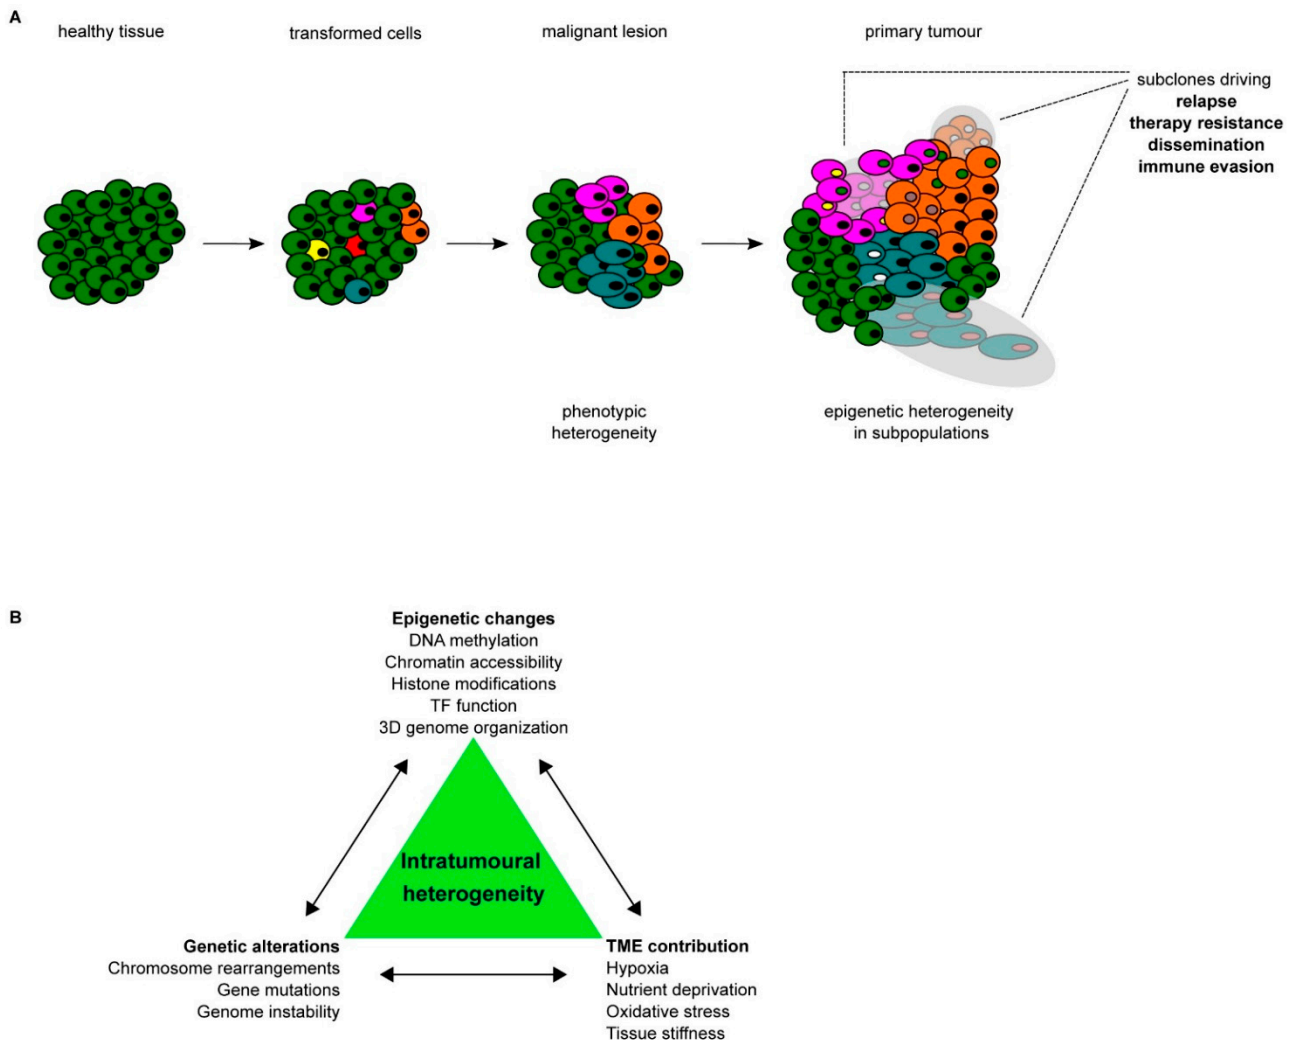 A
healthy tissue
transformed cells
malignant lesion
primary tumour
subclones driving
relapse
therapy resistance
dissemination
immune evasion
phenotypic
heterogeneity
epigenetic heterogeneity
in subpopulations
B
Epigenetic changes
DNA methylation
Chromatin accessibility
Histone modifications
TF function
3D genome organization
Intratumoural
heterogeneity
Genetic alterations
Chromosome rearrangements
Gene mutations
Genome instability
TME contribution
Hypoxia
Nutrient deprivation
Oxidative stress
Tissue stiffness